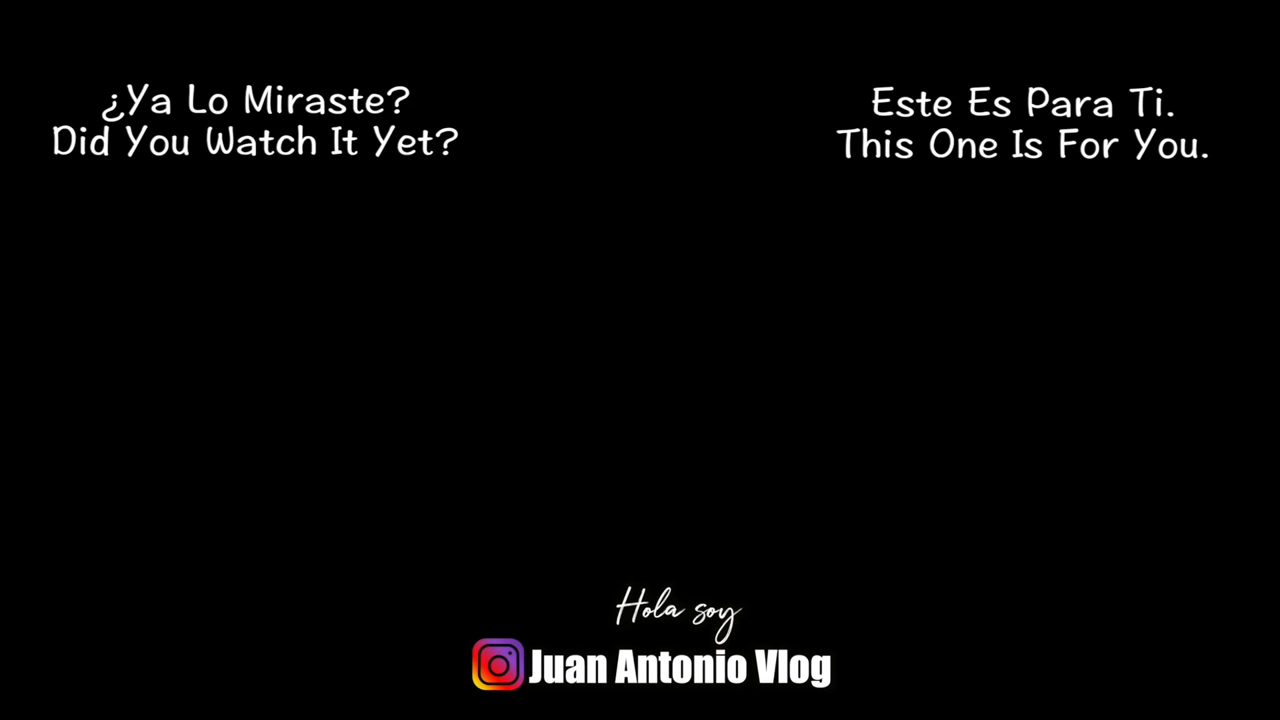 ¿Ya Lo Miraste?
Did You Watch It Yet?
Este Es Para Ti.
This One Is For You.
Hola soy
Juan Antonio Vlog